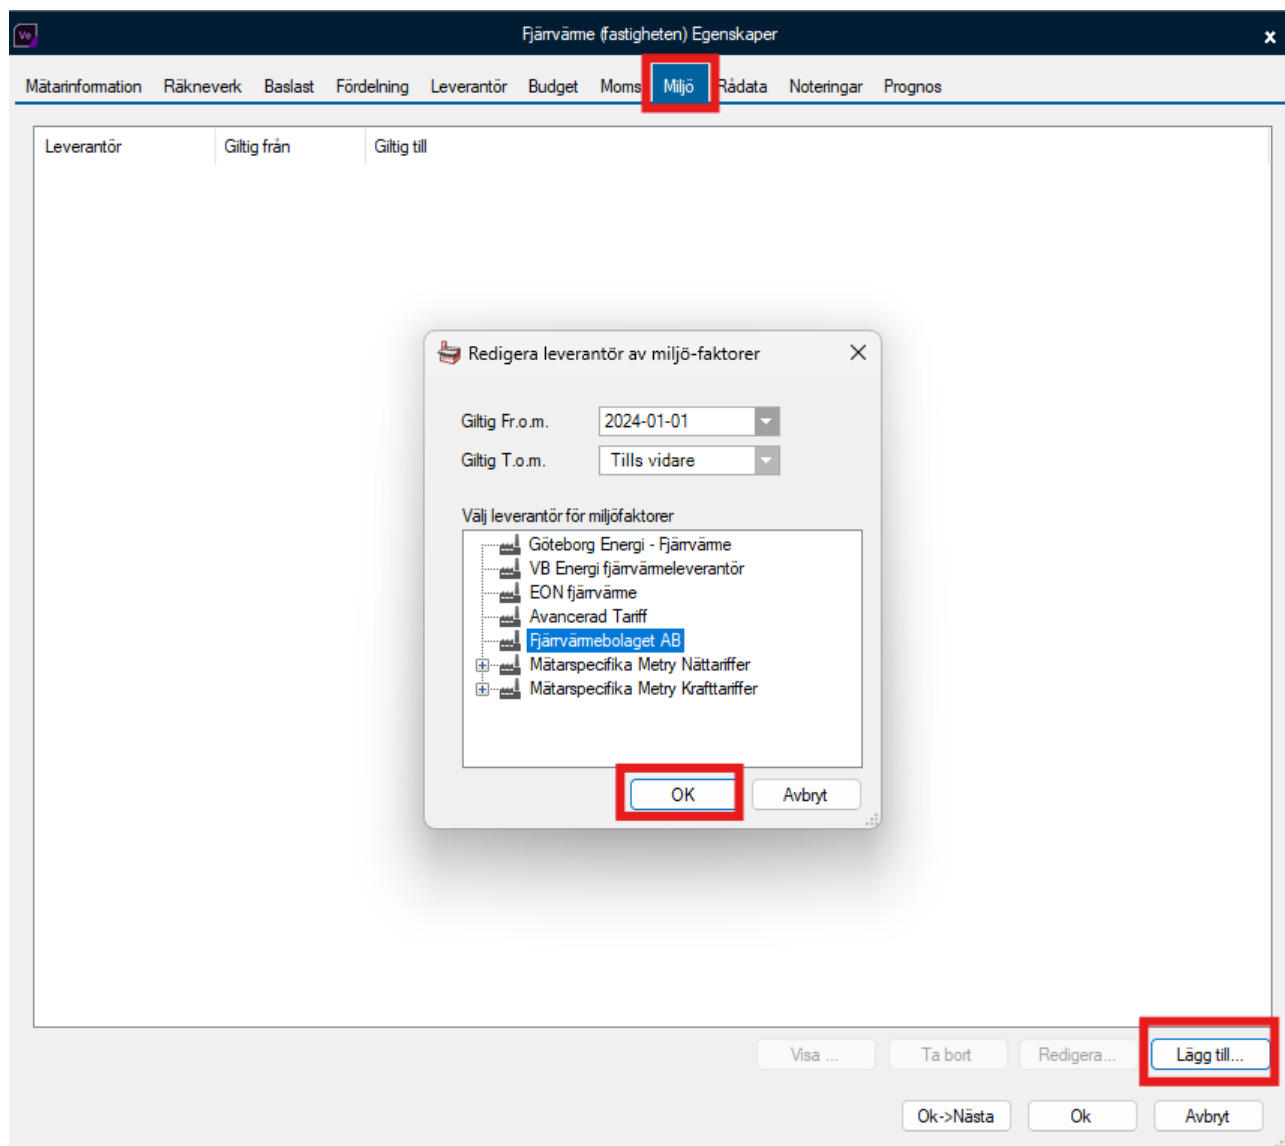 Ve
Fjärrvärme (fastigheten) Egenskaper
Mätarinformation Räkneverk Baslast Fördelning Leverantör Budget Moms Miljö Rådata Noteringar Prognos
Leverantör Giltig från Giltig till
Redigera leverantör av miljö-faktorer
Giltig Fr.o.m. 2024-01-01
Giltig T.o.m. Tills vidare
Välj leverantör för miljöfaktorer
Göteborg Energi - Fjärrvärme
VB Energi fjärrvärmeleverantör
EON fjärrvärme
Avancerad Tariff
Fjärrvärmebolaget AB
Mätarspecifika Metry Nättariffer
Mätarspecifika Metry Krafttariffer
OK Avbryt
Visa ... Ta bort Redigera... Lägg till...
Ok->Nästa Ok Avbryt